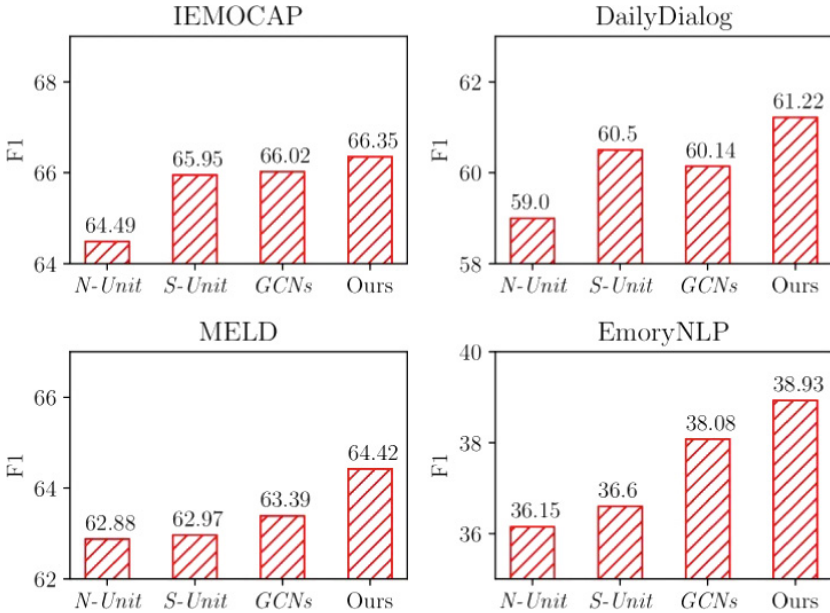 IEMOCAP
F1
68
66
64
64.49
65.95
66.02
66.35
N-Unit S-Unit GCNs Ours
DailyDialog
F1
62
60
58
59.0
60.5
60.14
61.22
N-Unit S-Unit GCNs Ours
MELD
F1
66
64
62
62.88
62.97
63.39
64.42
N-Unit S-Unit GCNs Ours
EmoryNLP
F1
40
38
36
36.15
36.6
38.08
38.93
N-Unit S-Unit GCNs Ours